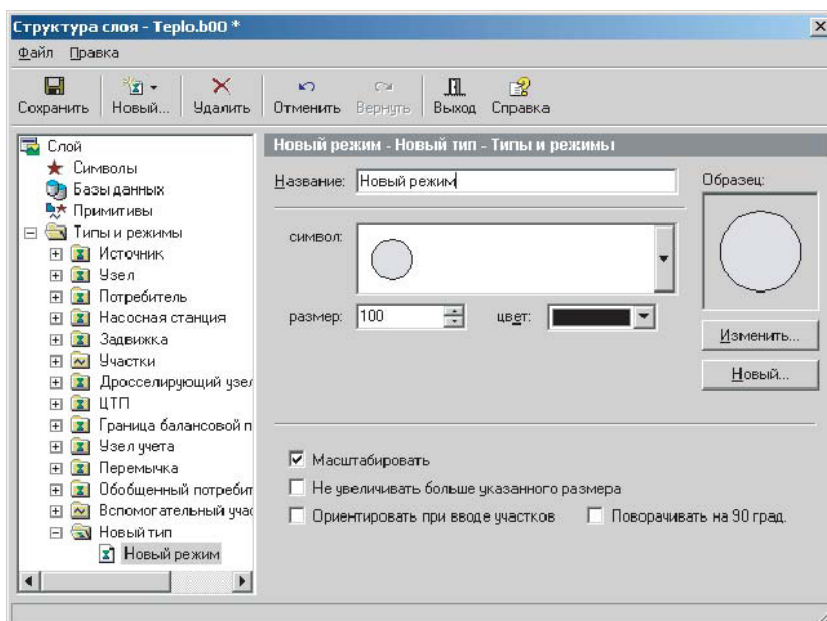 Структура слоя - Teplo.b00 *
Файл Правка
Сохранить Новый... Удалить Отменить Вернуть Выход Справка
Слой
Символы
Базы данных
Примитивы
Типы и режимы
Источник
Узел
Потребитель
Насосная станция
Задвижка
Участки
Дросселирующий узел
ЦТП
Граница балансовой п
Узел учета
Перемычка
Обобщенный потребит
Вспомогательный учас
Новый тип
Новый режим
Новый режим - Новый тип - Типы и режимы
Название: Новый режим
Образец:
символ:
размер: 100 цвет:
Изменить...
Новый...
Масштабировать
Не увеличивать больше указанного размера
Ориентировать при вводе участков Поворачивать на 90 град.